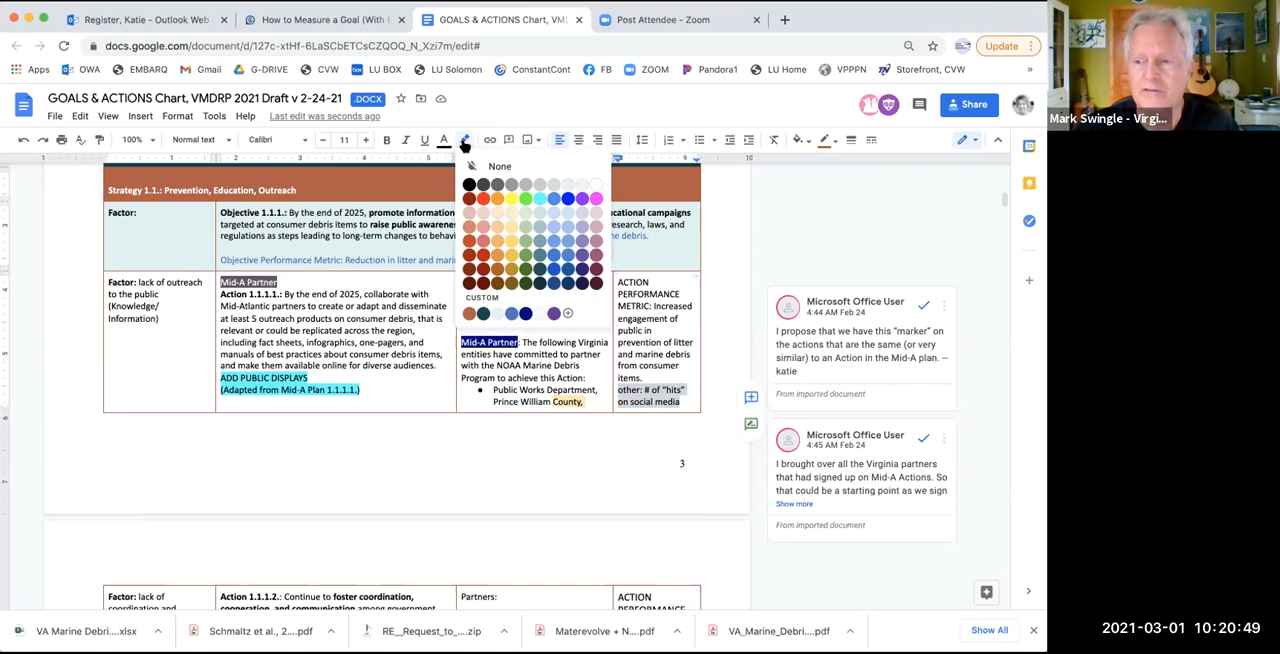 Register, Katie - Outlook Web
How to Measure a Goal (With E
GOALS & ACTIONS Chart, VM
Post Attendee - Zoom
docs.google.com/document/d/127c-xtHf-6LaSCbETCsCZQOQ_N_Xzi7m/edit#
Update
Apps OWA EMBARQ Gmail G-DRIVE CVW LU BOX LU Solomon ConstantCont FB ZOOM Pandora1 LU Home VPPPN Storefront, CVW »
GOALS & ACTIONS Chart, VMDRP 2021 Draft v 2-24-21 .DOCX
File Edit View Insert Format Tools Help Last edit was seconds ago
Share
100% Normal text Calibri 11
Mark Swingle - Virgi...
1 2 3 4 5 9 10
None
CUSTOM
Strategy 1.1.: Prevention, Education, Outreach
Factor:
Objective 1.1.1.: By the end of 2025, promote information
targeted at consumer debris items to raise public awarene
regulations as steps leading to long-term changes to behavi
ucational campaigns
esearch, laws, and
e debris.
Objective Performance Metric: Reduction in litter and mari
Factor: lack of outreach
to the public
(Knowledge/
Information)
Mid-A Partner
Action 1.1.1.1.: By the end of 2025, collaborate with
Mid-Atlantic partners to create or adapt and disseminate
at least 5 outreach products on consumer debris, that is
relevant or could be replicated across the region,
including fact sheets, infographics, one-pagers, and
manuals of best practices about consumer debris items,
and make them available online for diverse audiences.
ADD PUBLIC DISPLAYS
(Adapted from Mid-A Plan 1.1.1.1.)
Mid-A Partner: The following Virginia
entities have committed to partner
with the NOAA Marine Debris
Program to achieve this Action:
● Public Works Department,
Prince William County,
ACTION
PERFORMANCE
METRIC: Increased
engagement of
public in
prevention of litter
and marine debris
from consumer
items.
other: # of "hits"
on social media
3
Factor: lack of
coordination and
Action 1.1.1.2.: Continue to foster coordination,
cooperation, and communication among government
Partners:
ACTION
PERFORMANCE
Microsoft Office User
4:44 AM Feb 24
I propose that we have this "marker" on
the actions that are the same (or very
similar) to an Action in the Mid-A plan. --
katie
From imported document
Microsoft Office User
4:45 AM Feb 24
I brought over all the Virginia partners
that had signed up on Mid-A Actions. So
that could be a starting point as we sign
Show more
From imported document
VA Marine Debri....xlsx
Schmaltz et al., 2....pdf
RE__Request_to_....zip
Materevolve + N....pdf
VA_Marine_Debri....pdf
Show All
2021-03-01 10:20:49